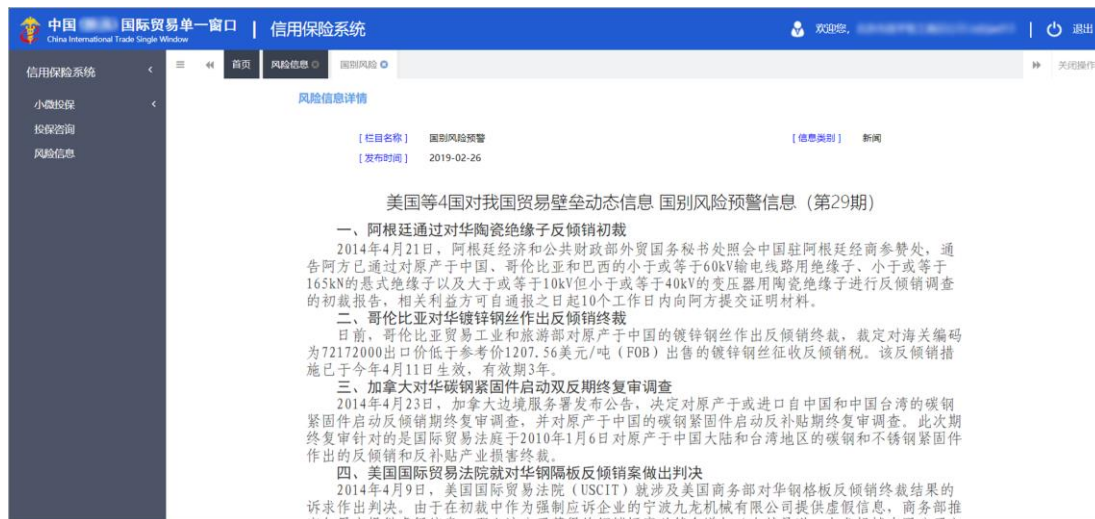 中国 国际贸易单一窗口 | 信用保险系统
China International Trade Single Window
欢迎您,
退出
信用保险系统
小微投保
投保咨询
风险信息
首页 风险信息 国别风险 关闭操作
风险信息详情
[ 栏目名称 ] 国别风险预警 [ 信息类别 ] 新闻
[ 发布时间 ] 2019-02-26
美国等4国对我国贸易壁垒动态信息 国别风险预警信息（第29期）
一、阿根廷通过对华陶瓷绝缘子反倾销初裁
2014年4月21日，阿根廷经济和公共财政部外贸国务秘书处照会中国驻阿根廷经商参赞处，通
告阿方已通过对原产于中国、哥伦比亚和巴西的小于或等于60kV输电线路用绝缘子、小于或等于
165kN的悬式绝缘子以及大于或等于10kV但小于或等于40kV的变压器用陶瓷绝缘子进行反倾销调查
的初裁报告，相关利益方可自通报之日起10个工作日内向阿方提交证明材料。
二、哥伦比亚对华镀锌钢丝作出反倾销终裁
日前，哥伦比亚贸易工业和旅游部对原产于中国的镀锌钢丝作出反倾销终裁，裁定对海关编码
为72172000出口价低于参考价1207.56美元/吨（FOB）出售的镀锌钢丝征收反倾销税。该反倾销措
施已于今年4月11日生效，有效期3年。
三、加拿大对华碳钢紧固件启动双反期终复审调查
2014年4月23日，加拿大边境服务署发布公告，决定对原产于或进口自中国和中国台湾的碳钢
紧固件启动反倾销期终复审调查，并对原产于中国的碳钢紧固件启动反补贴期终复审调查。此次期
终复审针对的是国际贸易法庭于2010年1月6日对原产于中国大陆和台湾地区的碳钢和不锈钢紧固件
作出的反倾销和反补贴产业损害终裁。
四、美国国际贸易法院就对华钢隔板反倾销案做出判决
2014年4月9日，美国国际贸易法院（USCIT）就涉及美国商务部对华钢格板反倾销终裁结果的
诉求作出判决。由于在初裁中作为强制应诉企业的宁波九龙机械有限公司提供虚假信息，商务部推